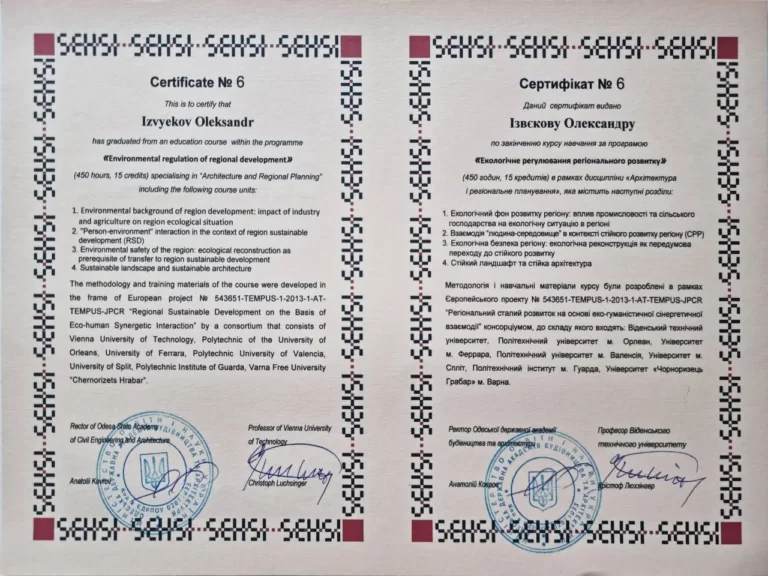 SEHSI SEHSI SEHSI SEHSI
Certificate № 6
This is to certify that
Izvyekov Oleksandr
has graduated from an education course within the programme
«Environmental regulation of regional development»
(450 hours, 15 credits) specialising in "Architecture and Regional Planning"
including the following course units:
1. Environmental background of region development: impact of industry
and agriculture on region ecological situation
2. "Person-environment" interaction in the context of region sustainable
development (RSD)
3. Environmental safety of the region: ecological reconstruction as
prerequisite of transfer to region sustainable development
4. Sustainable landscape and sustainable architecture
The methodology and training materials of the course were developed
in the frame of European project № 543651-TEMPUS-1-2013-1-AT-
TEMPUS-JPCR "Regional Sustainable Development on the Basis of
Eco-human Synergetic Interaction" by a consortium that consists of
Vienna University of Technology, Polytechnic of the University of
Orleans, University of Ferrara, Polytechnic University of Valencia,
University of Split, Polytechnic Institute of Guarda, Varna Free University
"Chernorizets Hrabar".
Rector of Odesa State Academy
of Civil Engineering and Architecture
Anatolii Kovrov
Professor of Vienna University
of Technology
Christoph Luchsinger
SEHSI SEHSI SEHSI SEHSI
SEHSI SEHSI SEHSI SEHSI
Сертифікат № 6
Даний сертифікат видано
Ізвєкову Олександру
по закінченню курсу навчання за програмою
«Екологічне регулювання регіонального розвитку»
(450 годин, 15 кредитів) в рамках дисципліни «Архітектура
і регіональне планування», яка містить наступні розділи:
1. Екологічний фон розвитку регіону: вплив промисловості та сільського
господарства на екологічну ситуацію в регіоні
2. Взаємодія "людина-середовище" в контексті стійкого розвитку регіону (СРР)
3. Екологічна безпека регіону: екологічна реконструкція як передумова
переходу до стійкого розвитку
4. Стійкий ландшафт та стійка архітектура
Методологія і навчальні матеріали курсу були розроблені в рамках
Європейського проекту № 543651-TEMPUS-1-2013-1-AT-TEMPUS-JPCR
"Регіональний сталий розвиток на основі еко-гуманістичної синергетичної
взаємодії" консорціумом, до складу якого входять: Віденський технічний
університет, Політехнічний університет м. Орлеан, Університет
м. Феррара, Політехнічний університет м. Валенсія, Університет м.
Спліт, Політехнічний інститут м. Гуарда, Університет «Чорноризець
Грабар» м. Варна.
Ректор Одеської державної академії
будівництва та архітектури
Анатолій Ковров
Професор Віденського
технічного університету
Крістоф Люхзінгер
SEHSI SEHSI SEHSI SEHSI